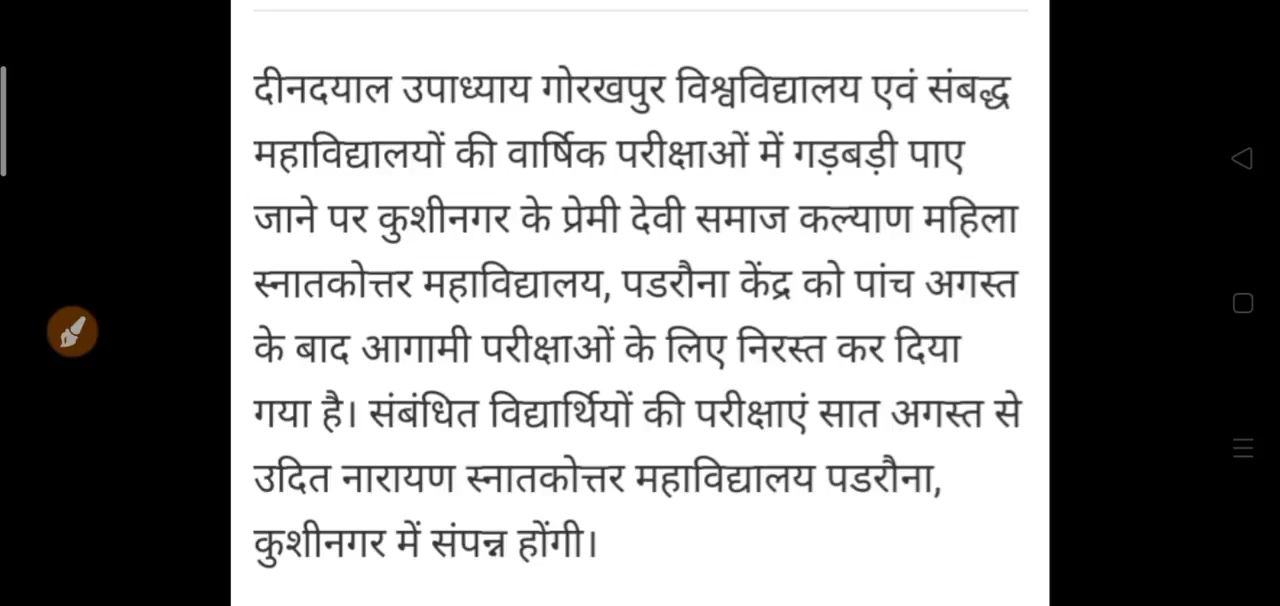 दीनदयाल उपाध्याय गोरखपुर विश्वविद्यालय एवं संबद्ध
महाविद्यालयों की वार्षिक परीक्षाओं में गड़बड़ी पाए
जाने पर कुशीनगर के प्रेमी देवी समाज कल्याण महिला
स्नातकोत्तर महाविद्यालय, पडरौना केंद्र को पांच अगस्त
के बाद आगामी परीक्षाओं के लिए निरस्त कर दिया
गया है। संबंधित विद्यार्थियों की परीक्षाएं सात अगस्त से
उदित नारायण स्नातकोत्तर महाविद्यालय पडरौना,
कुशीनगर में संपन्न होंगी।